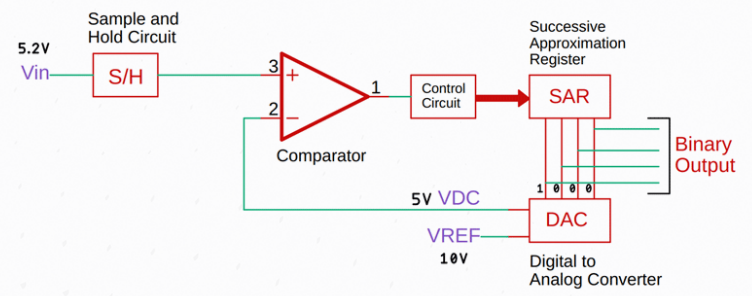 Sample and
Hold Circuit
5.2V
Vin
S/H
3
+
2
−
1
Comparator
Control
Circuit
Successive
Approximation
Register
SAR
Binary
Output
1 0 0 0
5V VDC
DAC
VREF
10V
Digital to
Analog Converter